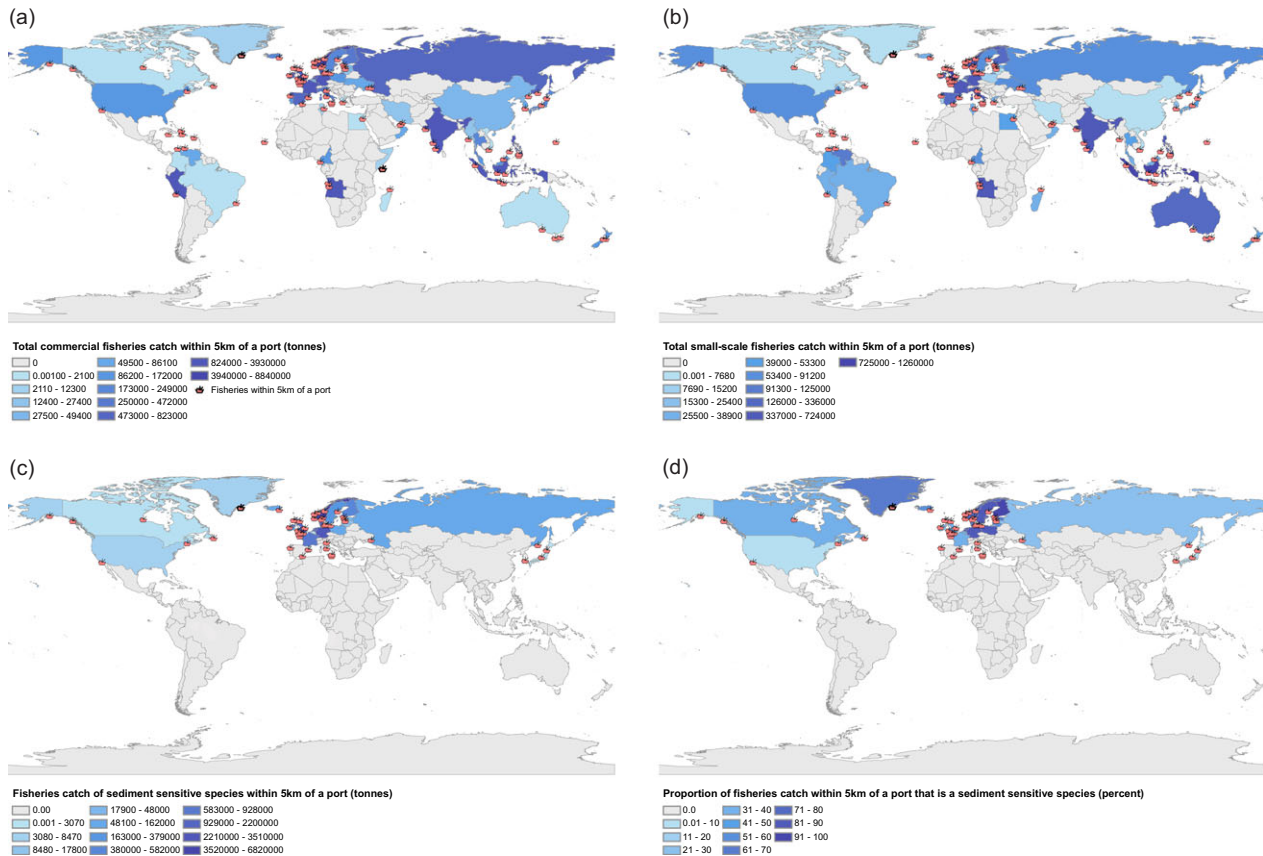 (a)
(b)
Total commercial fisheries catch within 5km of a port (tonnes)
0
0.00100 - 2100
2110 - 12300
12400 - 27400
27500 - 49400
49500 - 86100
86200 - 172000
173000 - 249000
250000 - 472000
473000 - 823000
824000 - 3930000
3940000 - 8840000
Fisheries within 5km of a port
Total small-scale fisheries catch within 5km of a port (tonnes)
0
0.001 - 7680
7690 - 15200
15300 - 25400
25500 - 38900
39000 - 53300
53400 - 91200
91300 - 125000
126000 - 336000
337000 - 724000
725000 - 1260000
(c)
(d)
Fisheries catch of sediment sensitive species within 5km of a port (tonnes)
0.00
0.001 - 3070
3080 - 8470
8480 - 17800
17900 - 48000
48100 - 162000
163000 - 379000
380000 - 582000
583000 - 928000
929000 - 2200000
2210000 - 3510000
3520000 - 6820000
Proportion of fisheries catch within 5km of a port that is a sediment sensitive species (percent)
0.0
0.01 - 10
11 - 20
21 - 30
31 - 40
41 - 50
51 - 60
61 - 70
71 - 80
81 - 90
91 - 100